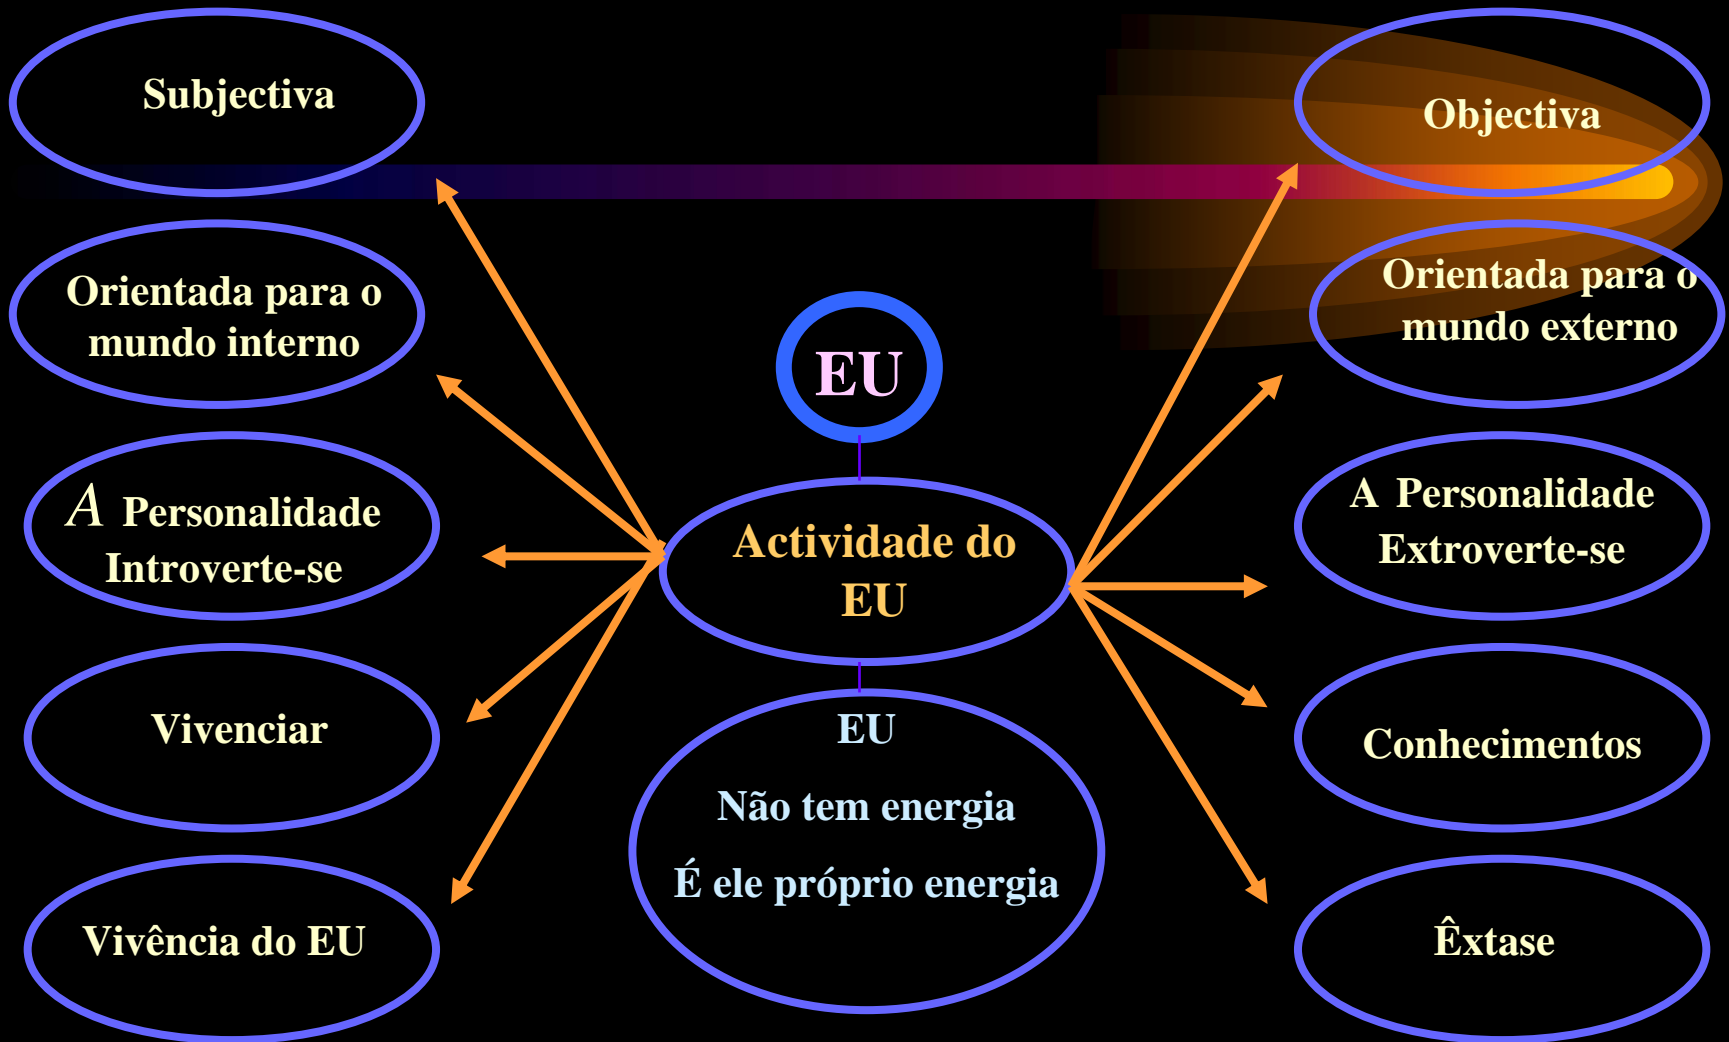 Subjectiva
Orientada para o
mundo interno
A Personalidade
Introverte-se
Vivenciar
Vivência do EU
EU
Actividade do
EU
EU
Não tem energia
É ele próprio energia
Objectiva
Orientada para o
mundo externo
A Personalidade
Extroverte-se
Conhecimentos
Êxtase